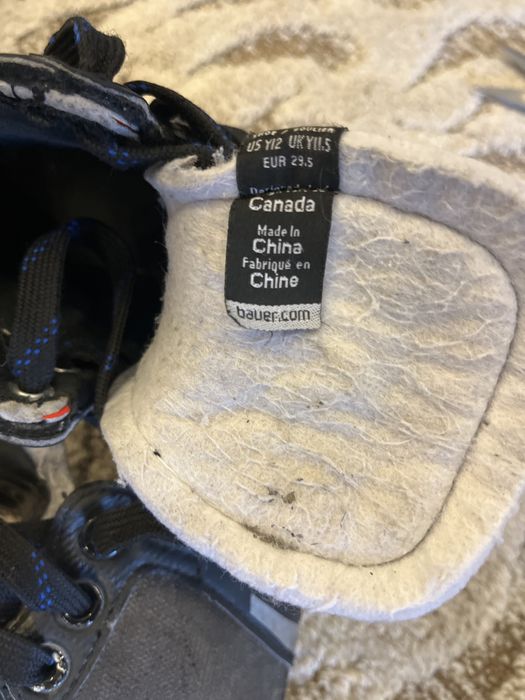 US Y12 UK Y11.5
EUR 29.5
Canada
Made In
China
Fabriqué en
Chine
bauer.com